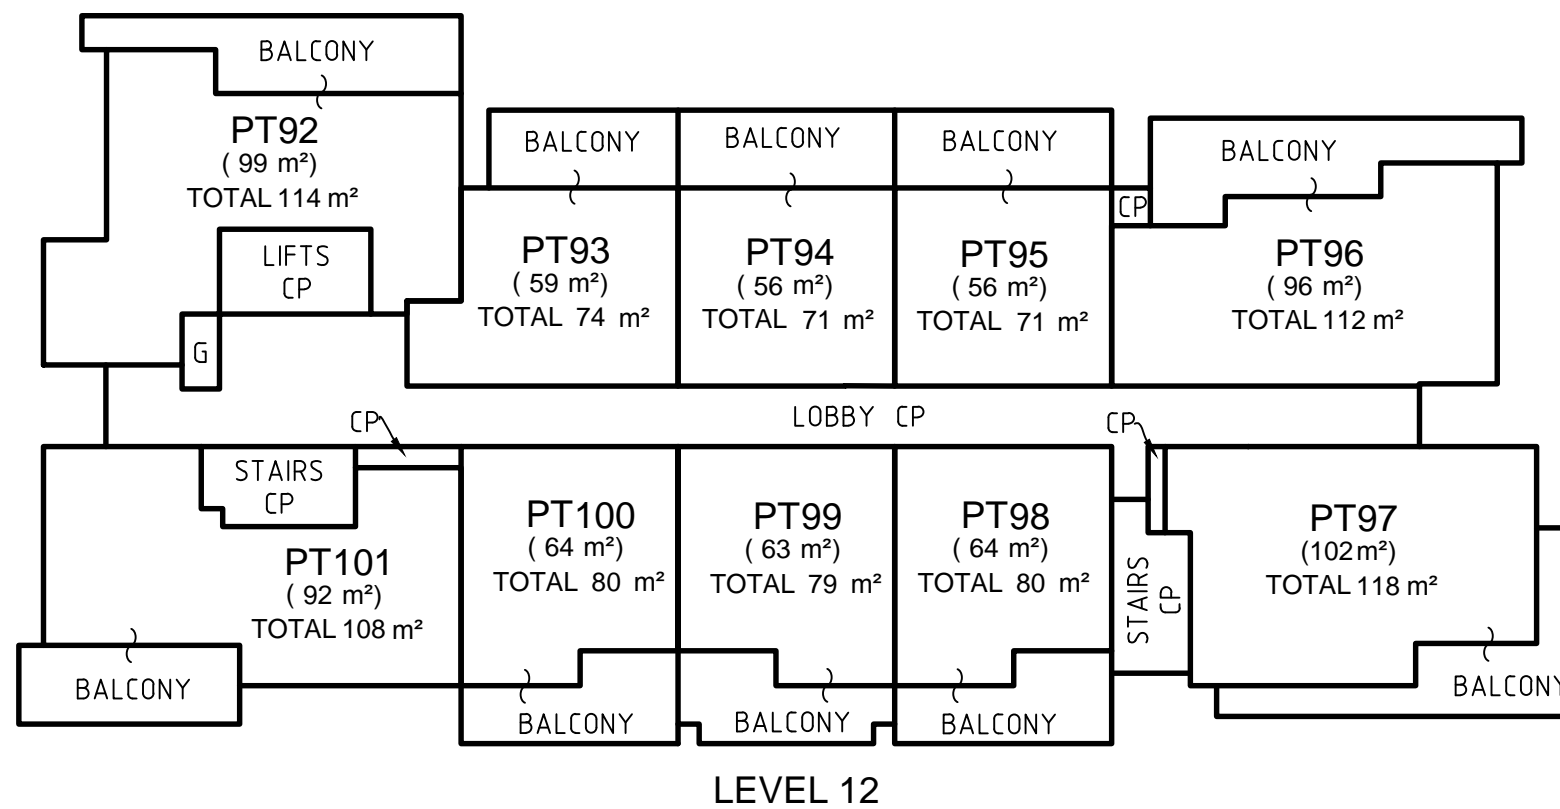 BALCONY
PT92
( 99 m²)
TOTAL 114 m²
LIFTS
CP
G
BALCONY
PT93
( 59 m²)
TOTAL 74 m²
BALCONY
PT94
( 56 m²)
TOTAL 71 m²
BALCONY
PT95
( 56 m²)
TOTAL 71 m²
CP
BALCONY
PT96
( 96 m²)
TOTAL 112 m²
LOBBY CP
CP
STAIRS
CP
PT101
( 92 m²)
TOTAL 108 m²
BALCONY
PT100
( 64 m²)
TOTAL 80 m²
BALCONY
PT99
( 63 m²)
TOTAL 79 m²
BALCONY
PT98
( 64 m²)
TOTAL 80 m²
BALCONY
CP
STAIRS
CP
PT97
(102 m²)
TOTAL 118 m²
BALCONY
LEVEL 12